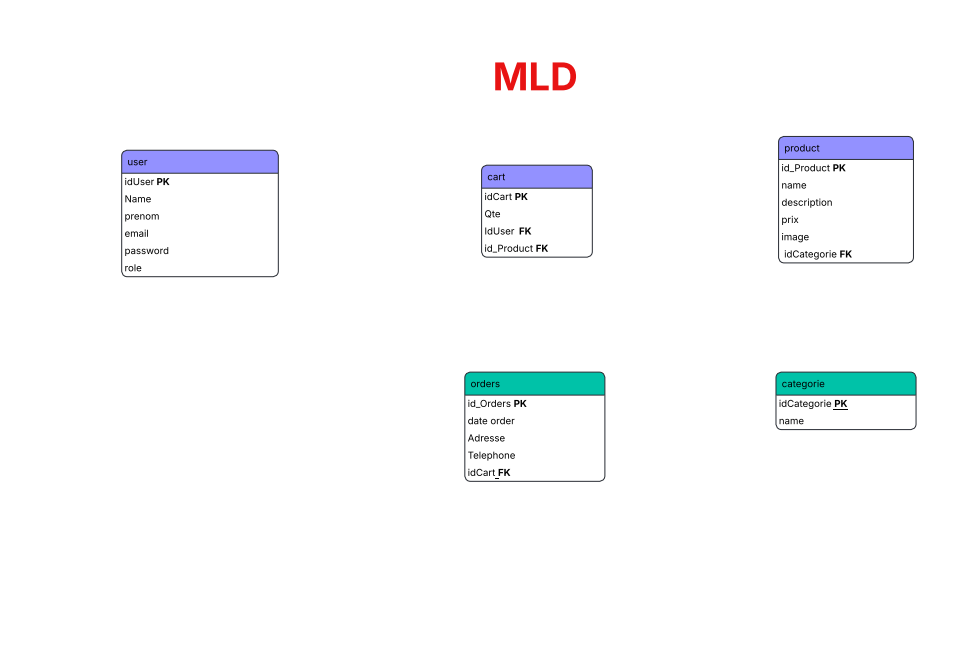 MLD
user
idUser PK
Name
prenom
email
password
role
cart
idCart PK
Qte
IdUser FK
id_Product FK
product
id_Product PK
name
description
prix
image
idCategorie FK
orders
id_Orders PK
date order
Adresse
Telephone
idCart FK
categorie
idCategorie PK
name